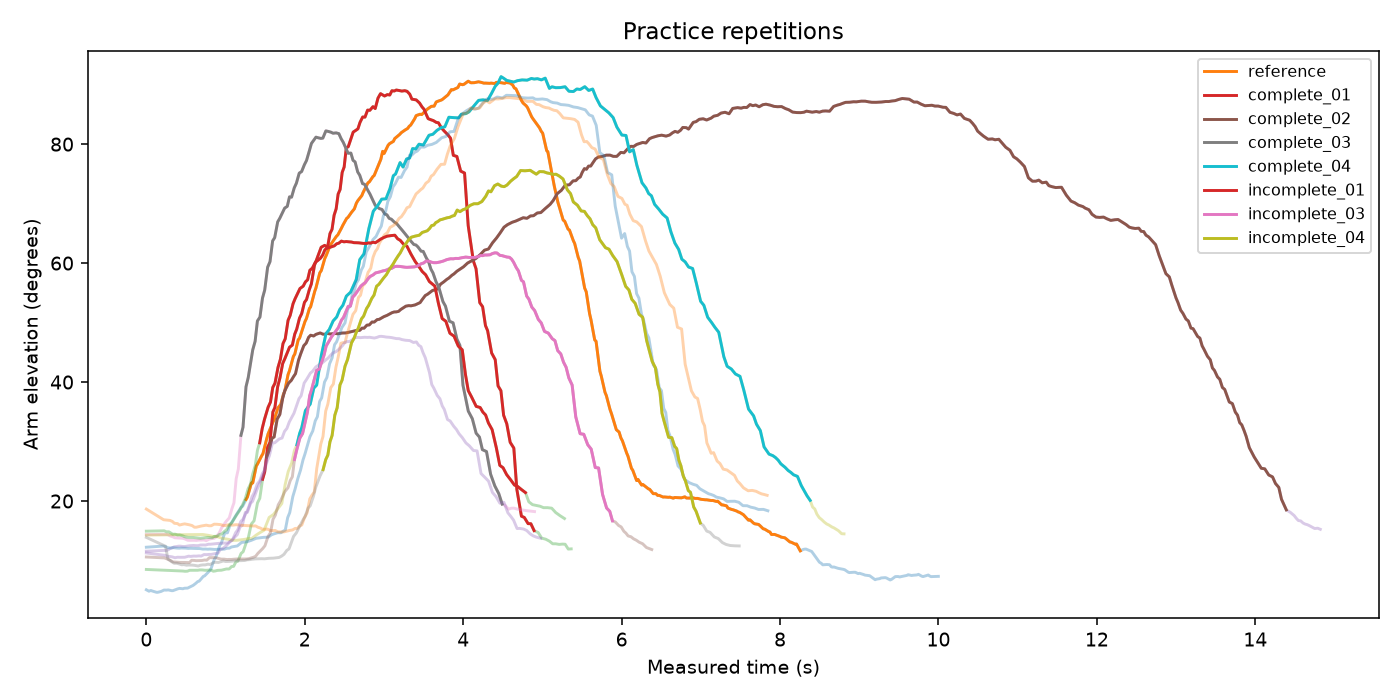 Practice repetitions
reference
complete_01
complete_02
complete_03
complete_04
incomplete_01
incomplete_03
incomplete_04
Arm elevation (degrees)
80
60
40
20
0 2 4 6 8 10 12 14
Measured time (s)